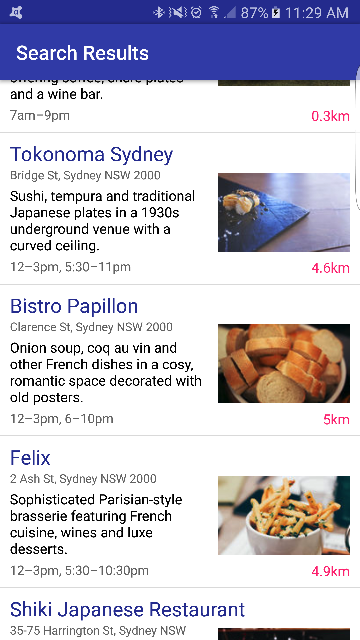 87% 11:29 AM
Search Results
offering coffee, share plates
and a wine bar.
7am–9pm
0.3km
Tokonoma Sydney
Bridge St, Sydney NSW 2000
Sushi, tempura and traditional
Japanese plates in a 1930s
underground venue with a
curved ceiling.
12–3pm, 5:30–11pm
4.6km
Bistro Papillon
Clarence St, Sydney NSW 2000
Onion soup, coq au vin and
other French dishes in a cosy,
romantic space decorated with
old posters.
12–3pm, 6–10pm
5km
Felix
2 Ash St, Sydney NSW 2000
Sophisticated Parisian-style
brasserie featuring French
cuisine, wines and luxe
desserts.
12–3pm, 5:30–10:30pm
4.9km
Shiki Japanese Restaurant
35-75 Harrington St, Sydney NSW